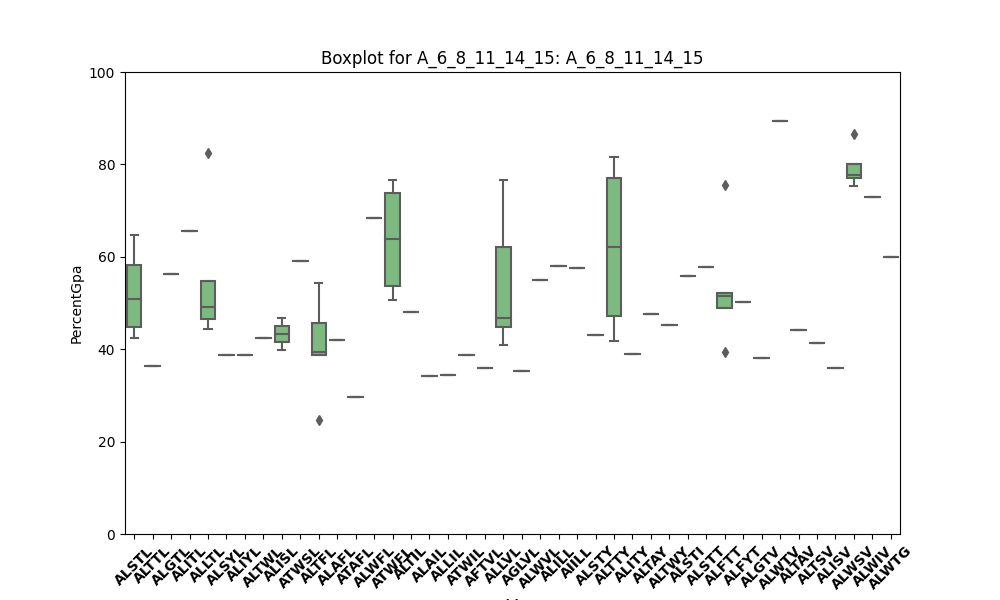 Boxplot for A_6_8_11_14_15: A_6_8_11_14_15
PercentGpa
100
80
60
40
20
0
ALSTL ALTTL ALGTL ALITL ALLTL ALSYL ALIYL ALTWL ALISL ATWSL ALTFL ALAFL ATAFL ALWFL ATWFL ALTIL ALAIL ALLIL ATWIL AFTVL ALLVL AGLVL ALWVL ALILL AIILL ALSTY ALTTY ALITY ALTAY ALTWY ALSTI ALSTT ALFTT ALFYT ALGTV ALWTV ALTAV ALTSV ALISV ALWSV ALWIV ALWTG